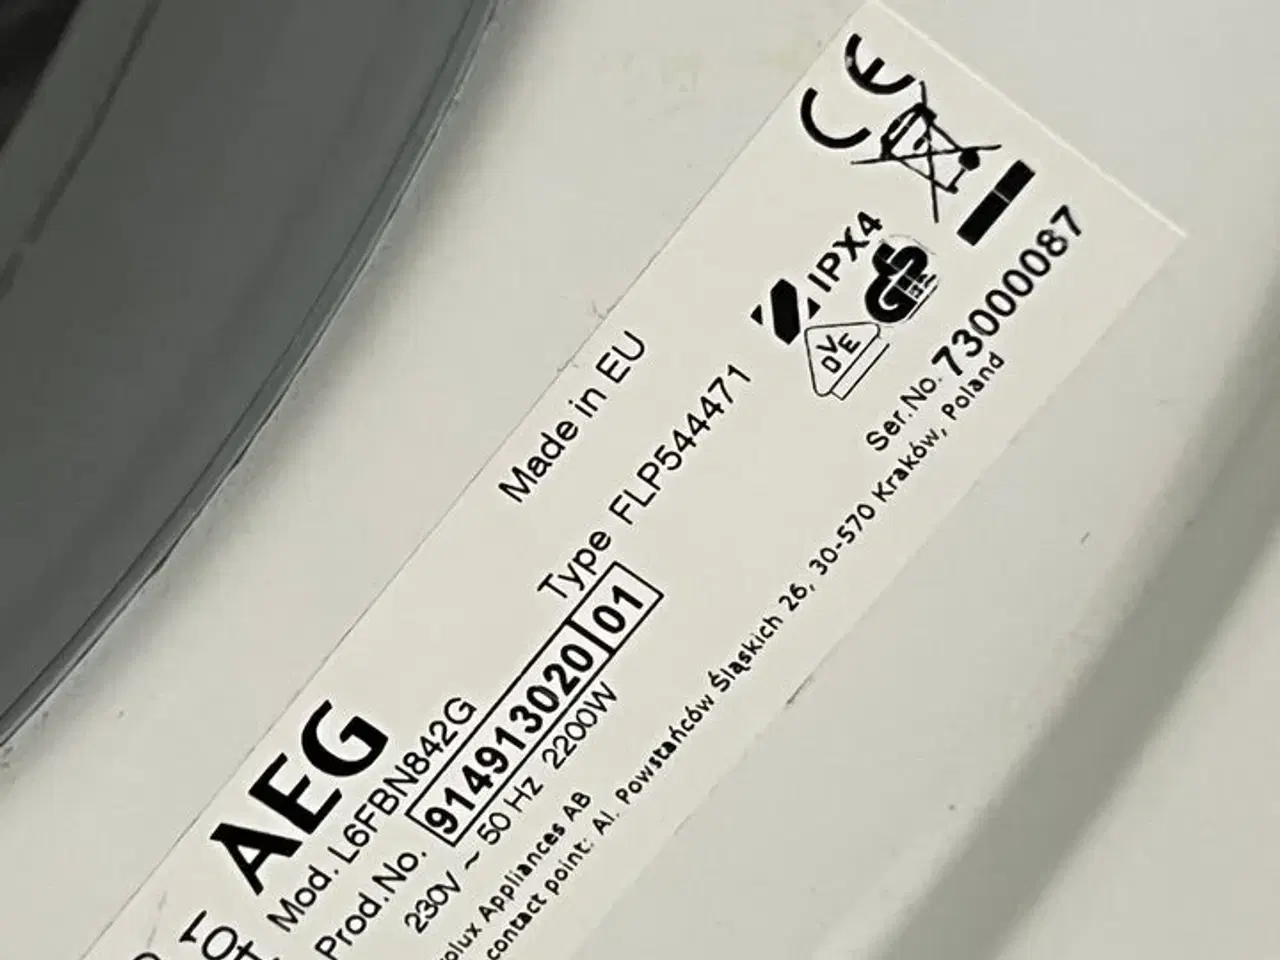 AEG
Made in EU
Mod. L6FBN842G
Type FLP544471
IPX4
Prod.No. 914913020 01
VDE
230V ~ 50 Hz 2200W
Ser.No. 73000087
Appliances AB
contact point: Al. Powstańców Śląskich 26, 30-570 Kraków, Poland